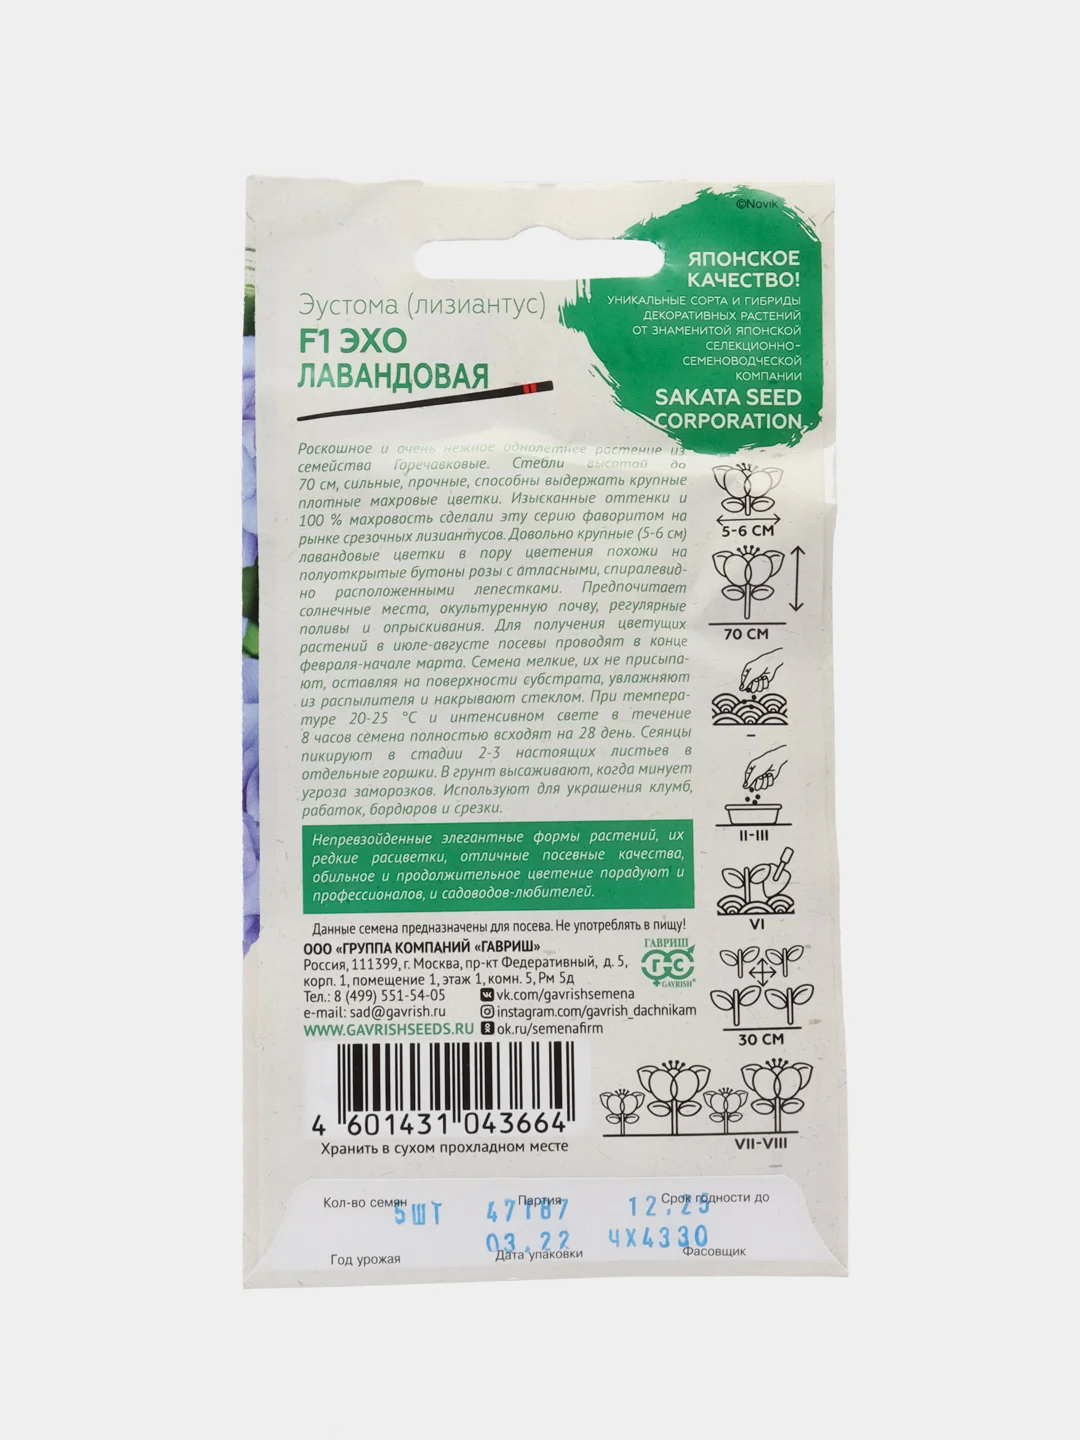 ©Novik
ЯПОНСКОЕ
КАЧЕСТВО!
УНИКАЛЬНЫЕ СОРТА И ГИБРИДЫ
ДЕКОРАТИВНЫХ РАСТЕНИЙ
ОТ ЗНАМЕНИТОЙ ЯПОНСКОЙ
СЕЛЕКЦИОННО-
СЕМЕНОВОДЧЕСКОЙ
КОМПАНИИ
SAKATA SEED
CORPORATION
Эустома (лизиантус)
F1 ЭХО
ЛАВАНДОВАЯ
Роскошное и очень нежное однолетнее растение из
семейства Горечавковые. Стебли высотой до
70 см, сильные, прочные, способны выдержать крупные
плотные махровые цветки. Изысканные оттенки и
100 % махровость сделали эту серию фаворитом на
рынке срезочных лизиантусов. Довольно крупные (5-6 см)
лавандовые цветки в пору цветения похожи на
полуоткрытые бутоны розы с атласными, спиралевид-
но расположенными лепестками. Предпочитает
солнечные места, окультуренную почву, регулярные
поливы и опрыскивания. Для получения цветущих
растений в июле-августе посевы проводят в конце
февраля-начале марта. Семена мелкие, их не присыпа-
ют, оставляя на поверхности субстрата, увлажняют
из распылителя и накрывают стеклом. При темпера-
туре 20-25 °С и интенсивном свете в течение
8 часов семена полностью всходят на 28 день. Сеянцы
пикируют в стадии 2-3 настоящих листьев в
отдельные горшки. В грунт высаживают, когда минует
угроза заморозков. Используют для украшения клумб,
рабаток, бордюров и срезки.
Непревзойденные элегантные формы растений, их
редкие расцветки, отличные посевные качества,
обильное и продолжительное цветение порадуют и
профессионалов, и садоводов-любителей.
Данные семена предназначены для посева. Не употреблять в пищу!
ООО «ГРУППА КОМПАНИЙ «ГАВРИШ»
Россия, 111399, г. Москва, пр-кт Федеративный, д. 5,
корп. 1, помещение 1, этаж 1, комн. 5, Рм 5д
Тел.: 8 (499) 551-54-05
vk.com/gavrishsemena
e-mail: sad@gavrish.ru
instagram.com/gavrish_dachnikam
WWW.GAVRISHSEEDS.RU
ok.ru/semenafirm
ГАВРИШ
Г-С
GAVRISH®
4 601431 043664
Хранить в сухом прохладном месте
5-6 СМ
70 СМ
–
II-III
VI
30 СМ
VII-VIII
Кол-во семян
5ШТ
Партия
47187
Срок годности до
12.25
Год урожая
03.22
Дата упаковки
ЧХ4330
Фасовщик